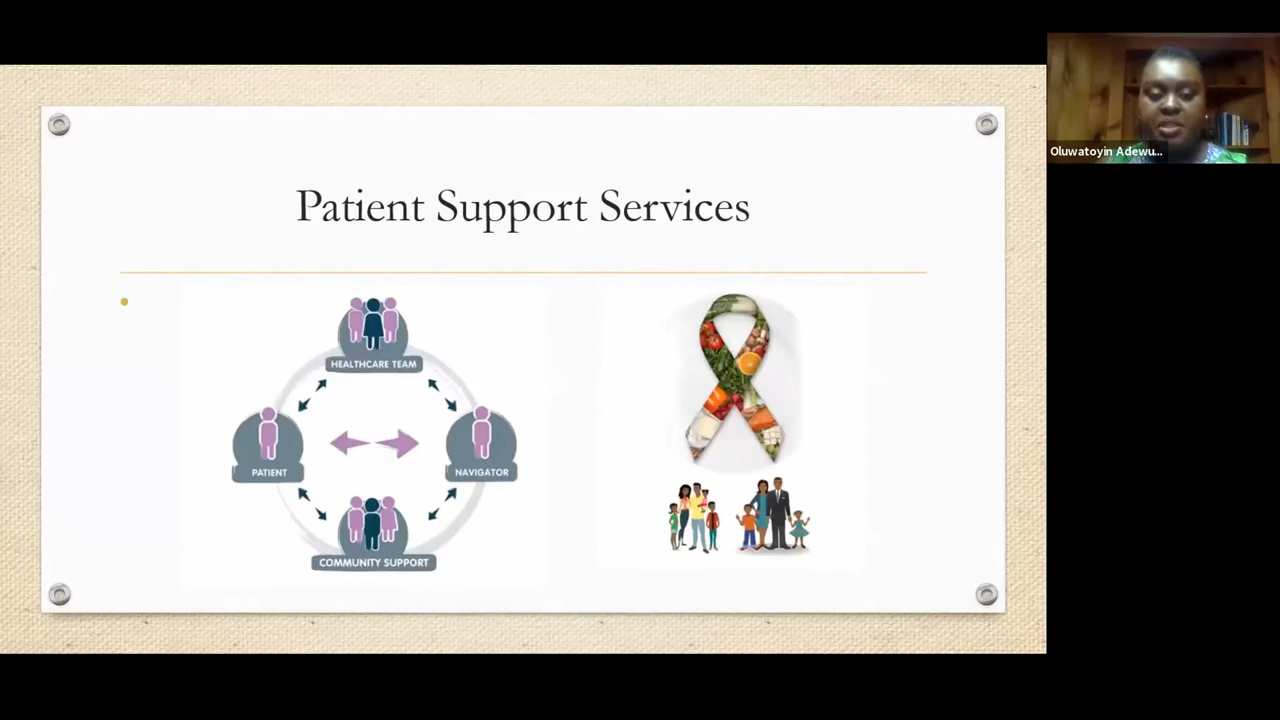 Oluwatoyin Adewu...
Patient Support Services
HEALTHCARE TEAM
PATIENT
NAVIGATOR
COMMUNITY SUPPORT